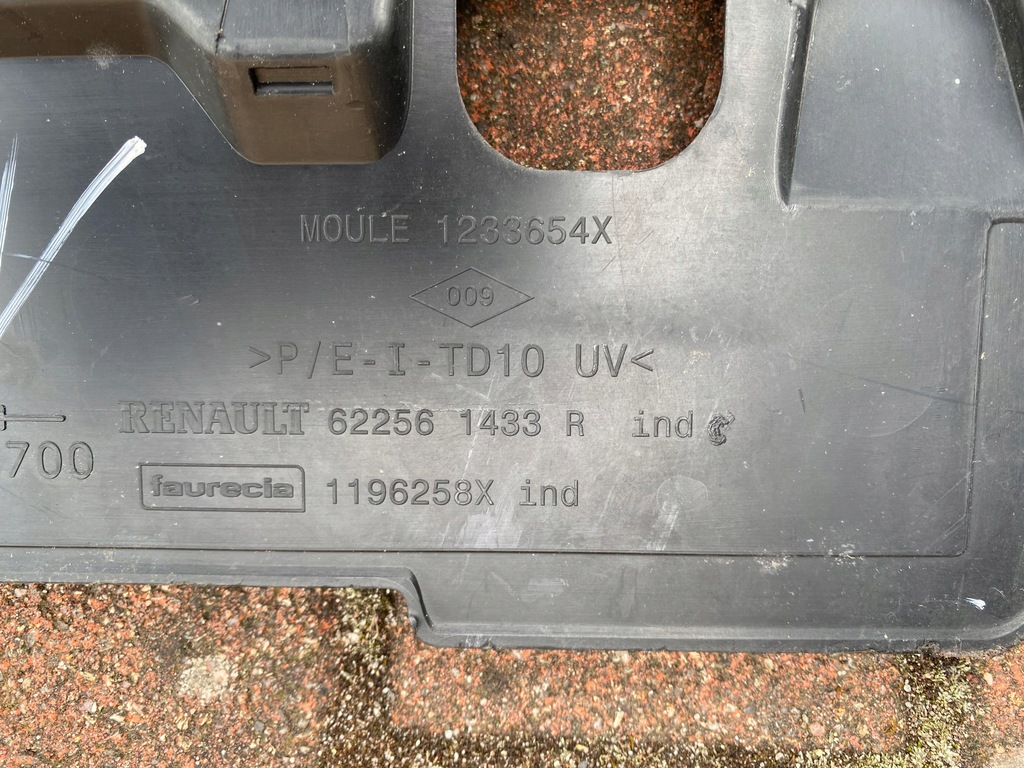 MOULE 1233654X
009
>P/E-I-TD10 UV<
RENAULT 62256 1433 R ind
700
faurecia 1196258X ind